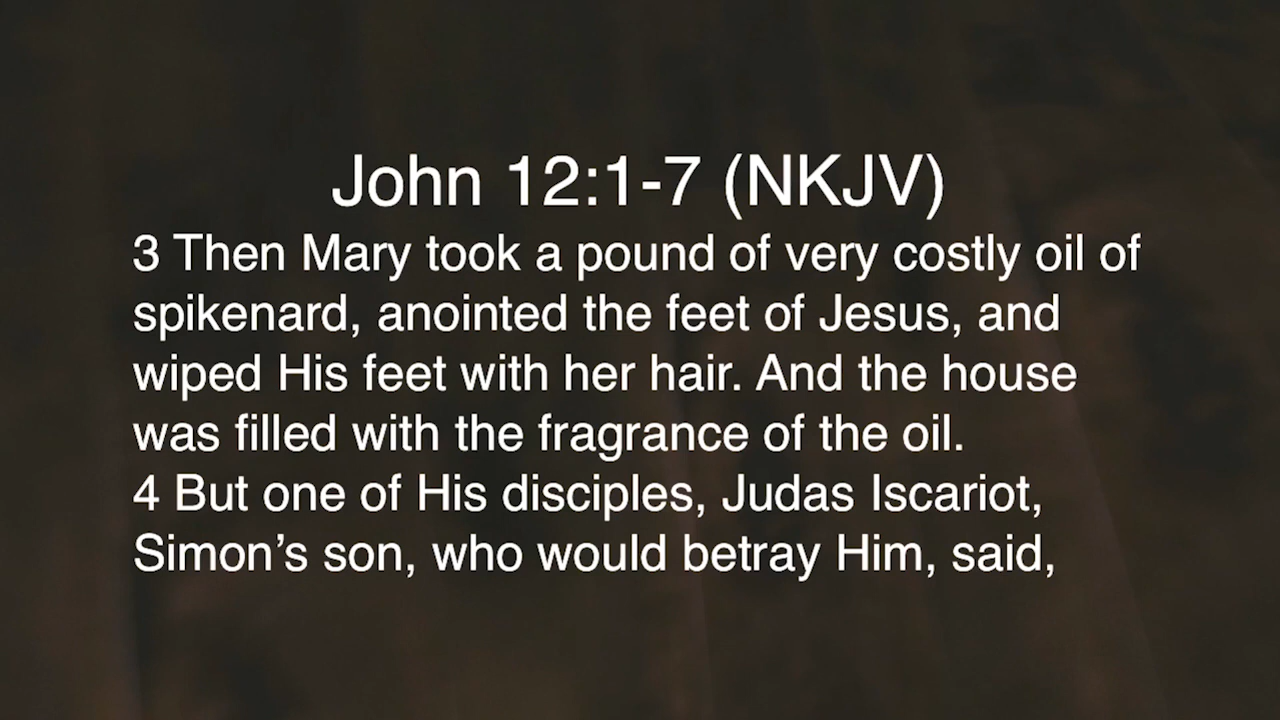 John 12:1-7 (NKJV)
3 Then Mary took a pound of very costly oil of
spikenard, anointed the feet of Jesus, and
wiped His feet with her hair. And the house
was filled with the fragrance of the oil.
4 But one of His disciples, Judas Iscariot,
Simon’s son, who would betray Him, said,